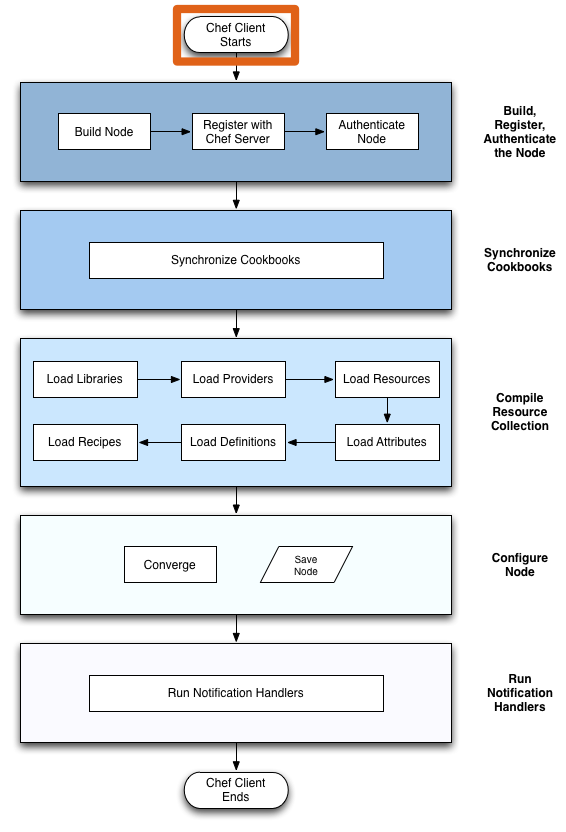 Chef Client
Starts
Build Node
Register with
Chef Server
Authenticate
Node
Build,
Register,
Authenticate
the Node
Synchronize Cookbooks
Synchronize
Cookbooks
Load Libraries
Load Providers
Load Resources
Load Recipes
Load Definitions
Load Attributes
Compile
Resource
Collection
Converge
Save
Node
Configure
Node
Run Notification Handlers
Run
Notification
Handlers
Chef Client
Ends